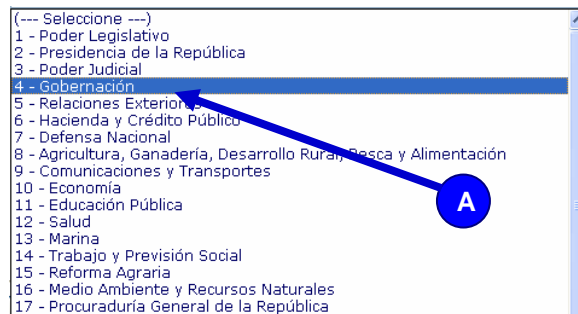 (--- Seleccione ---)
1 - Poder Legislativo
2 - Presidencia de la República
3 - Poder Judicial
4 - Gobernación
5 - Relaciones Exteriores
6 - Hacienda y Crédito Público
7 - Defensa Nacional
8 - Agricultura, Ganadería, Desarrollo Rural, Pesca y Alimentación
9 - Comunicaciones y Transportes
10 - Economía
11 - Educación Pública
A
12 - Salud
13 - Marina
14 - Trabajo y Previsión Social
15 - Reforma Agraria
16 - Medio Ambiente y Recursos Naturales
17 - Procuraduría General de la República